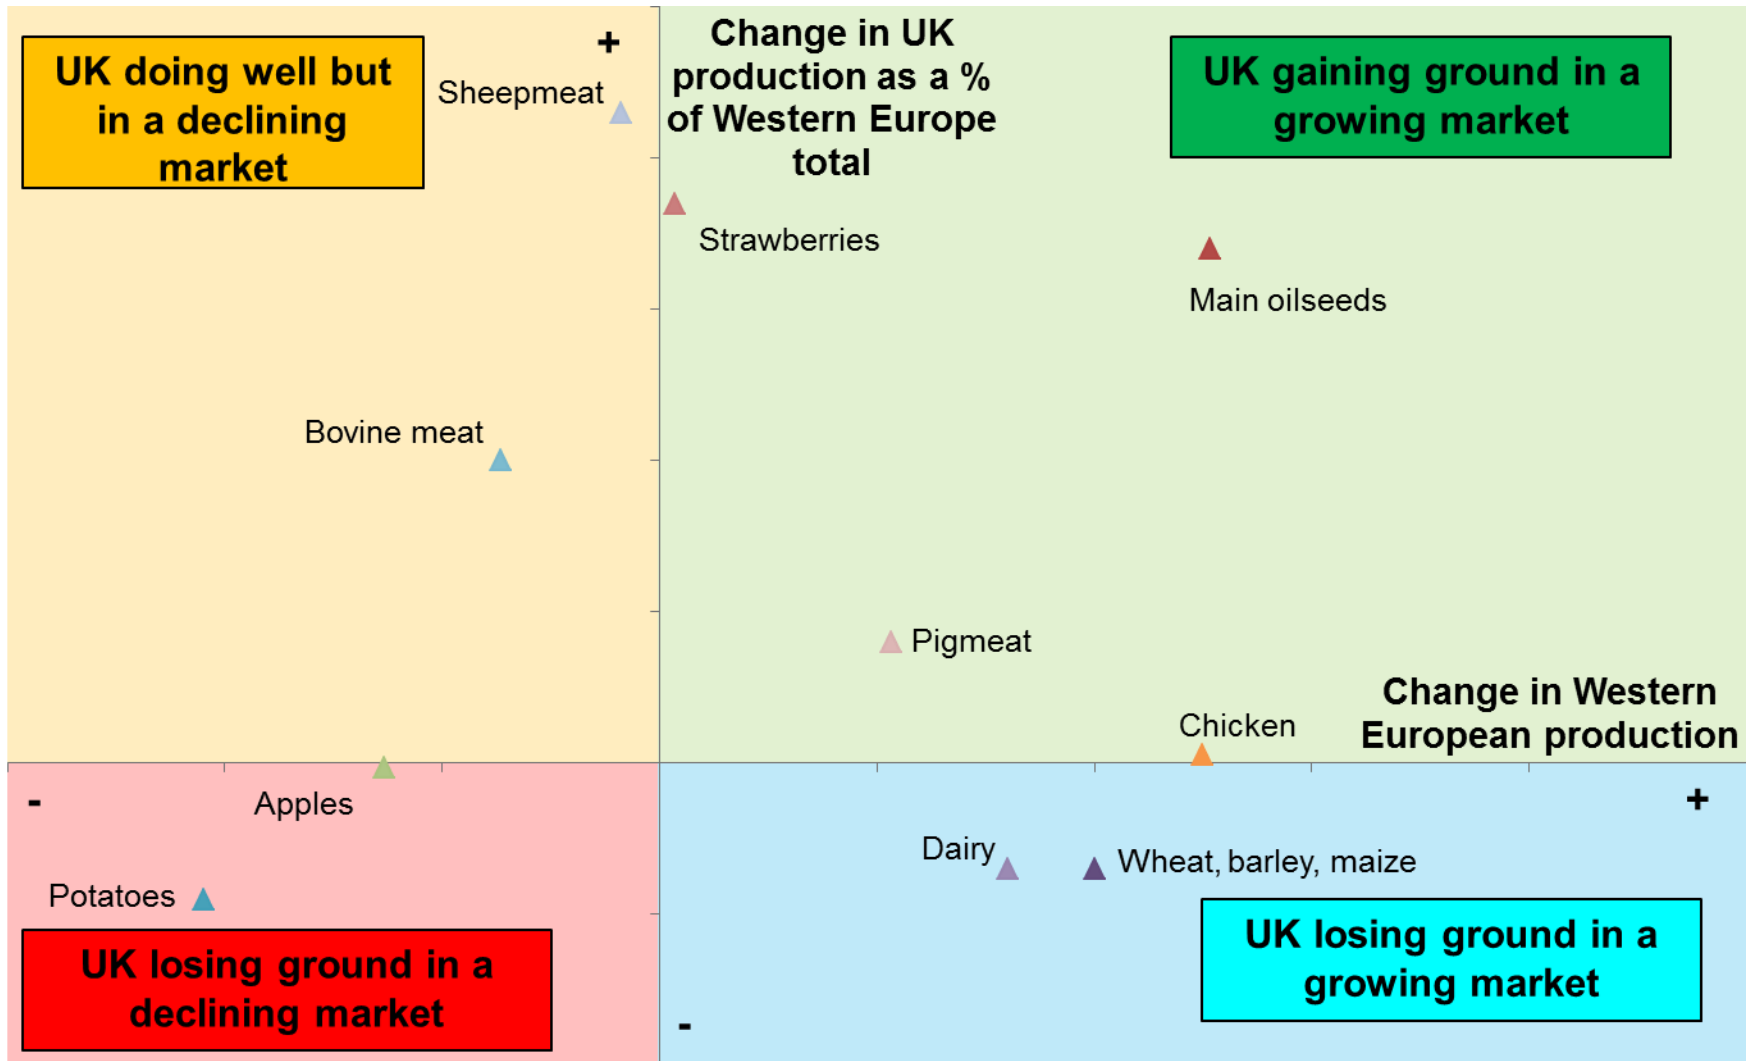 UK doing well but
in a declining
market
+
Sheepmeat
Change in UK
production as a %
of Western Europe
total
UK gaining ground in a
growing market
Strawberries
Main oilseeds
Bovine meat
Pigmeat
Change in Western
European production
Chicken
-
Apples
+
Dairy
Wheat, barley, maize
Potatoes
UK losing ground in a
declining market
UK losing ground in a
growing market
-